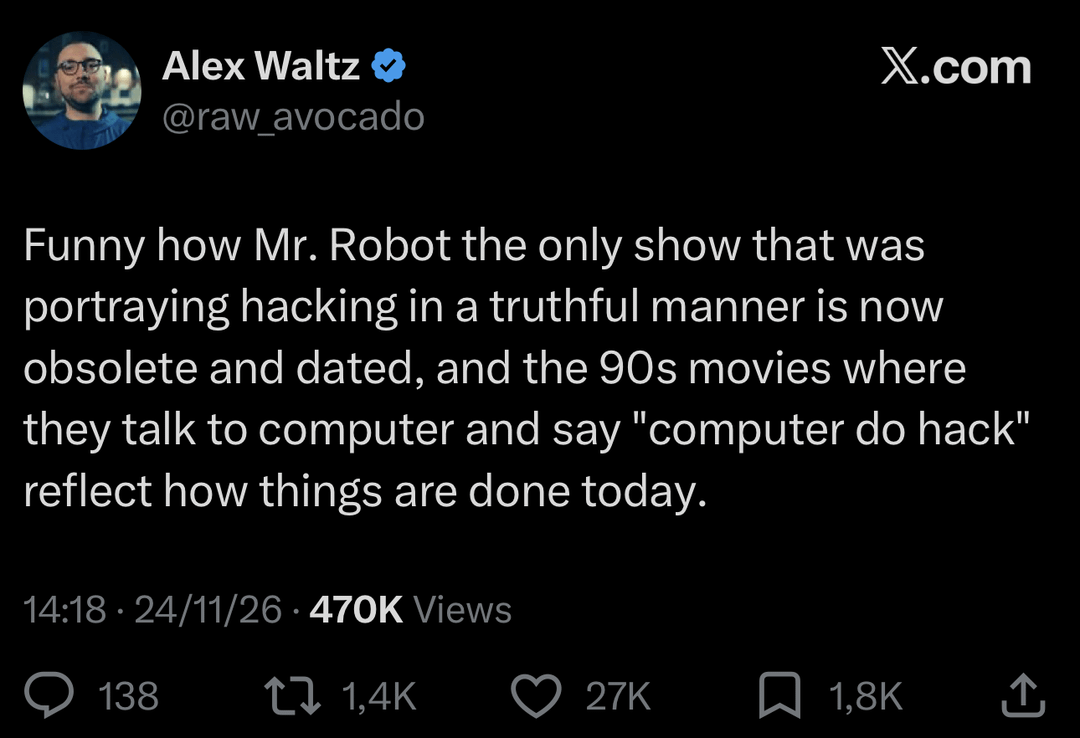 Alex Waltz
X.com
@raw_avocado
Funny how Mr. Robot the only show that was
portraying hacking in a truthful manner is now
obsolete and dated, and the 90s movies where
they talk to computer and say "computer do hack"
reflect how things are done today.
14:18 · 24/11/26 · 470K Views
138 1,4K 27K 1,8K